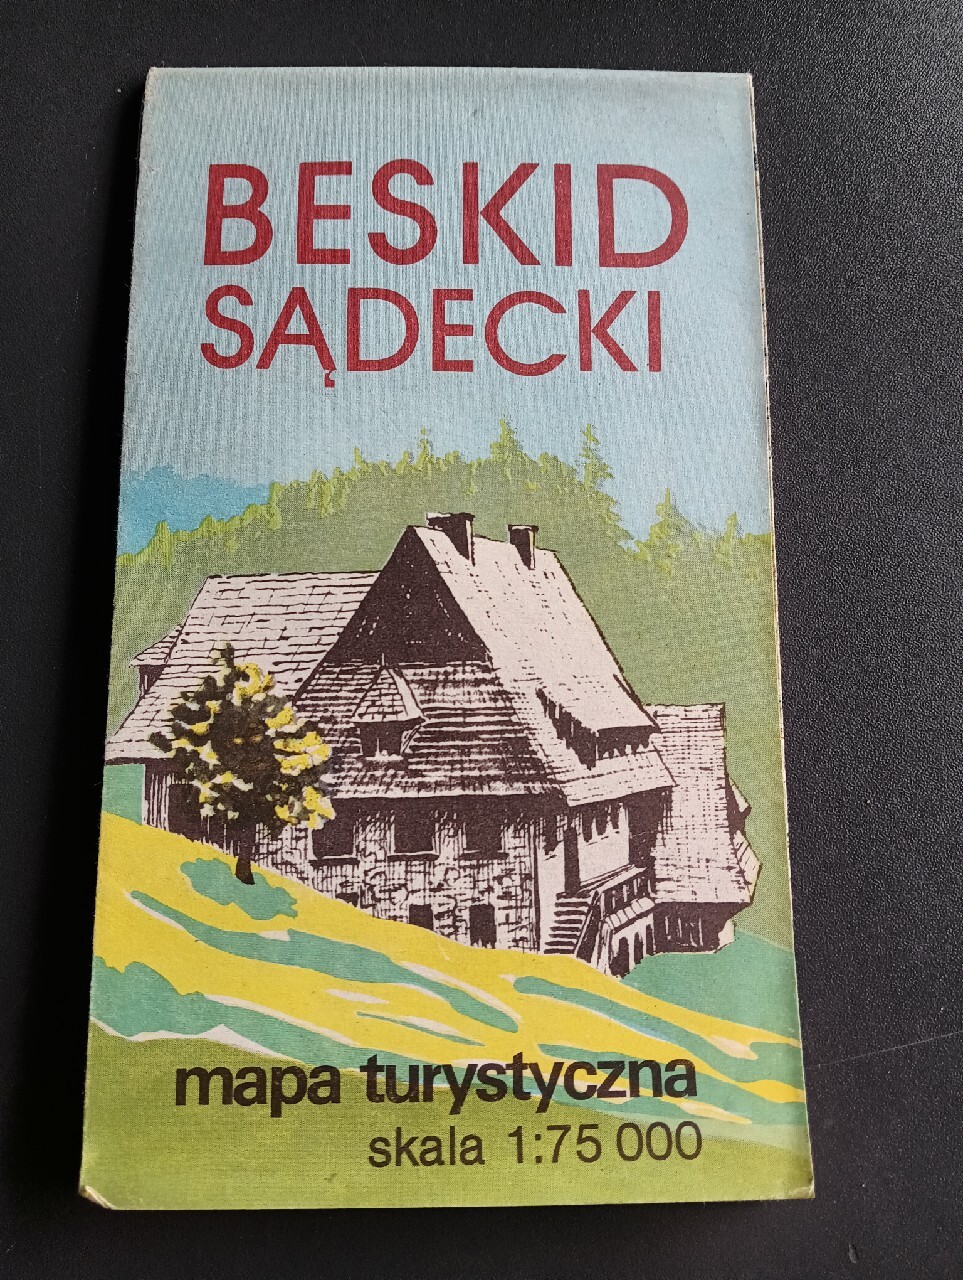 BESKID
SĄDECKI
mapa turystyczna
skala 1:75 000